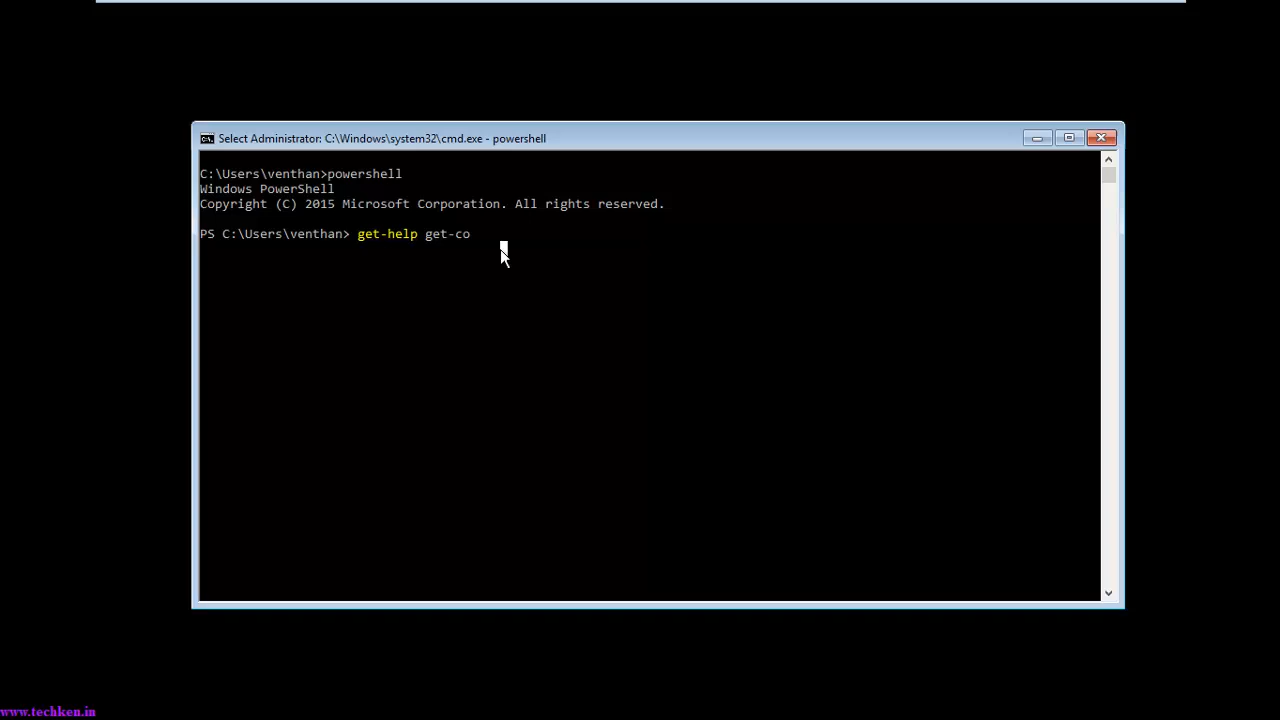 Select Administrator: C:\Windows\system32\cmd.exe - powershell
C:\Users\venthan>powershell
Windows PowerShell
Copyright (C) 2015 Microsoft Corporation. All rights reserved.
PS C:\Users\venthan> get-help get-co
www.techken.in